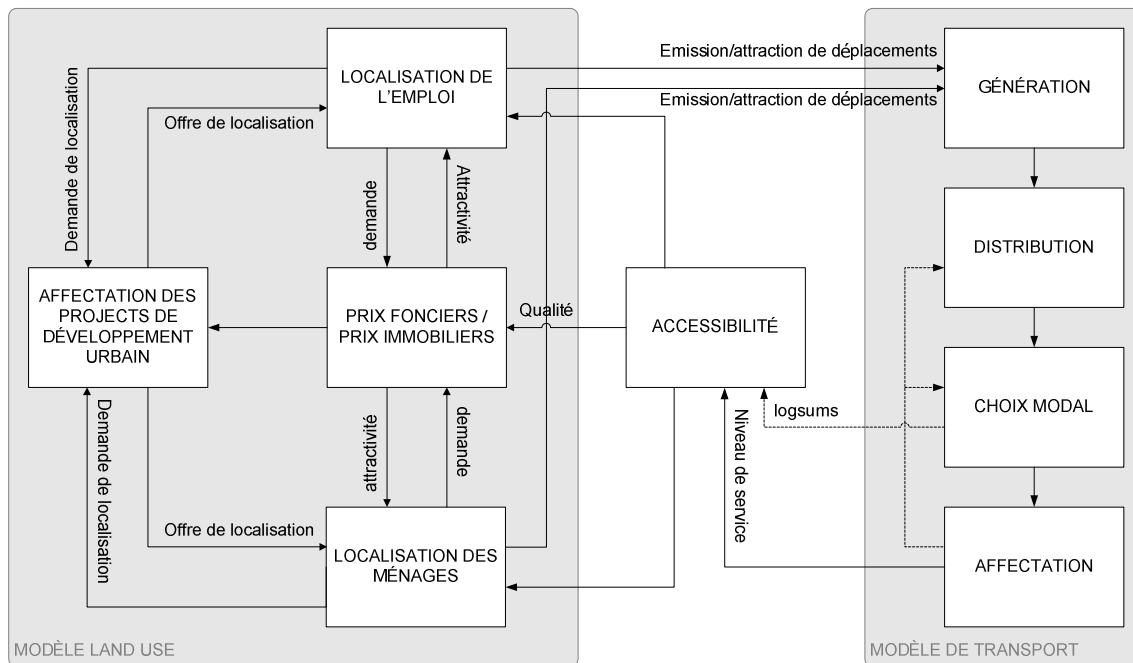 LOCALISATION DE
L'EMPLOI
Emission/attraction de déplacements
Emission/attraction de déplacements
GÉNÉRATION
Demande de localisation
Offre de localisation
demande
Attractivité
DISTRIBUTION
AFFECTATION DES
PROJECTS DE
DÉVELOPPEMENT
URBAIN
PRIX FONCIERS /
PRIX IMMOBILIERS
Qualité
ACCESSIBILITÉ
CHOIX MODAL
logsums
Niveau de service
Demande de localisation
attractivité
demande
Offre de localisation
LOCALISATION DES
MÉNAGES
AFFECTATION
MODÈLE LAND USE
MODÈLE DE TRANSPORT